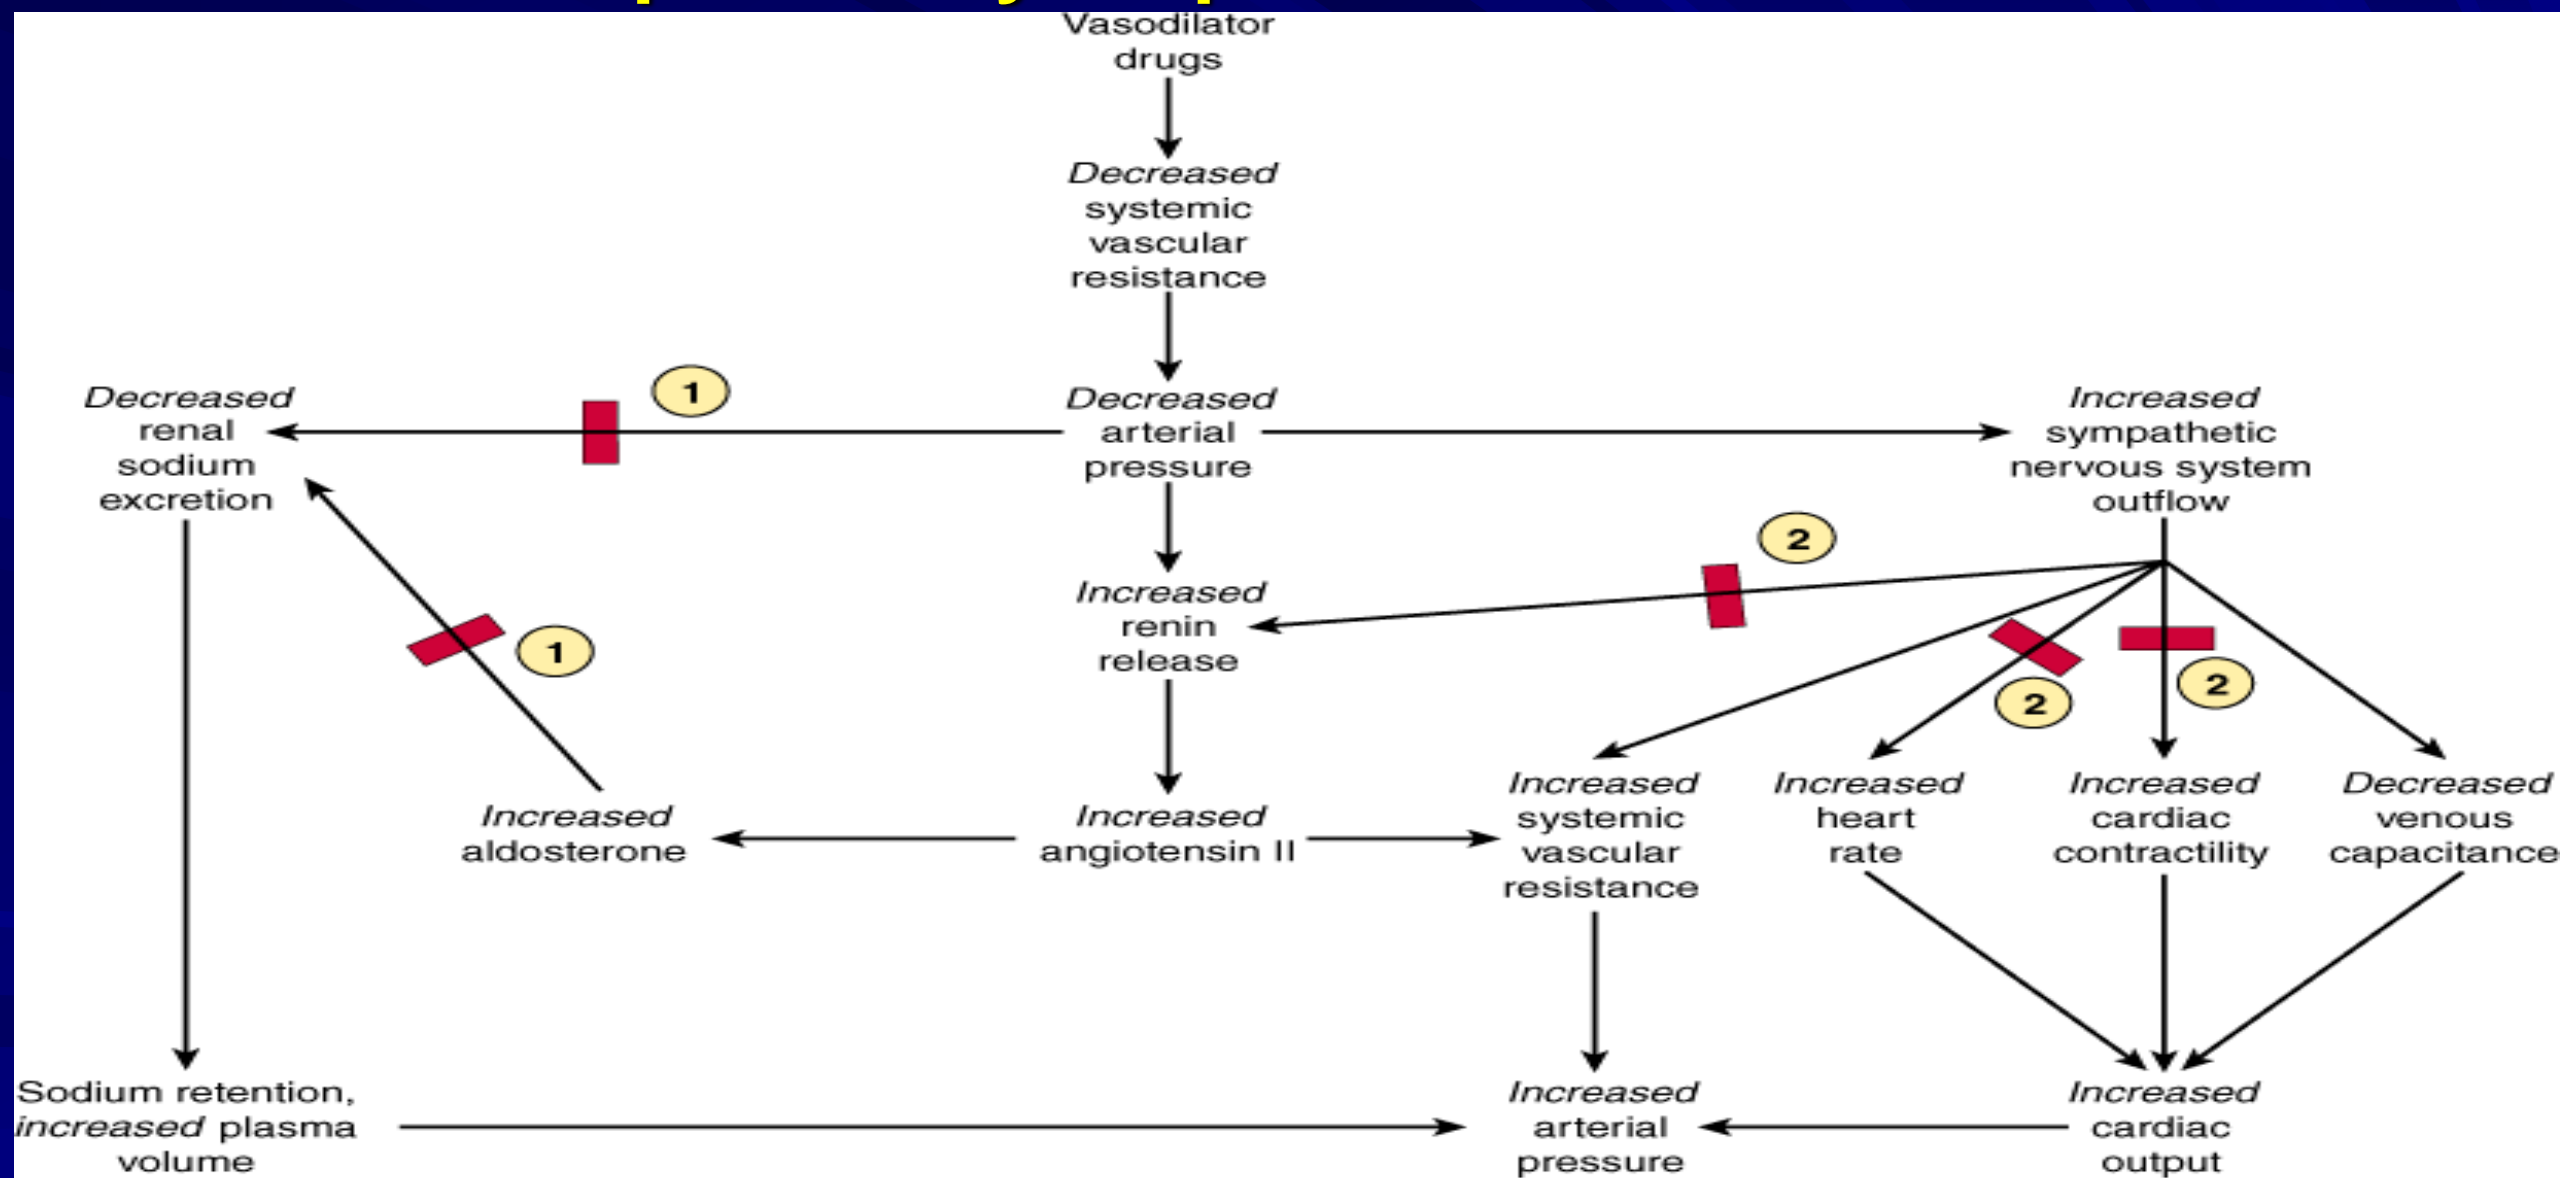 Vasodilator
drugs
Decreased
systemic
vascular
resistance
Decreased
renal
sodium
excretion
1
Decreased
arterial
pressure
Increased
sympathetic
nervous system
outflow
2
Increased
renin
release
1
2
2
Increased
aldosterone
Increased
angiotensin II
Increased
systemic
vascular
resistance
Increased
heart
rate
Increased
cardiac
contractility
Decreased
venous
capacitance
Sodium retention,
increased plasma
volume
Increased
arterial
pressure
Increased
cardiac
output